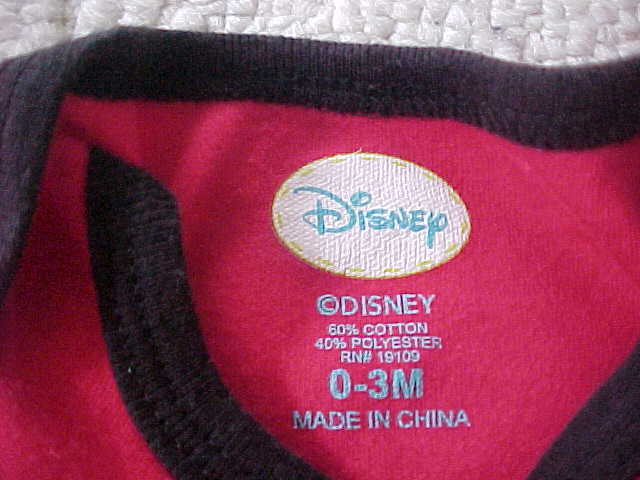 Disney
©DISNEY
60% COTTON
40% POLYESTER
RN# 19109
0-3M
MADE IN CHINA